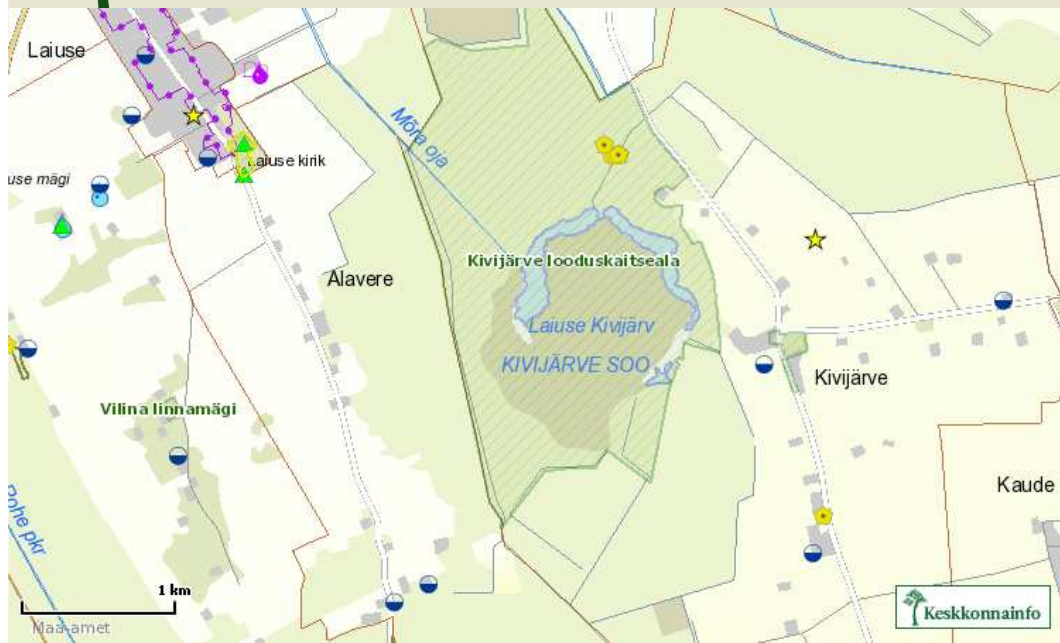 Laiuse
Mõra oja
Laiuse kirik
use mägi
Kivijärve looduskaitseala
Alavere
Laiuse Kivijärv
KIVIJÄRVE SOO
Kivijärve
Vilina linnamägi
Kaude
pkr
1 km
Maa-amet
Keskkonnainfo